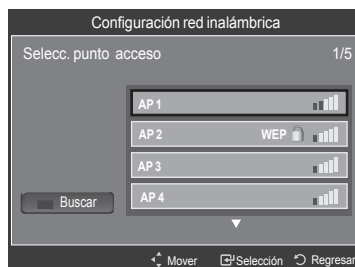 Configuración red inalámbrica
Selecc. punto acceso 1/5
AP 1
AP 2 WEP
AP 3
AP 4
Buscar
Mover Selección Regresar